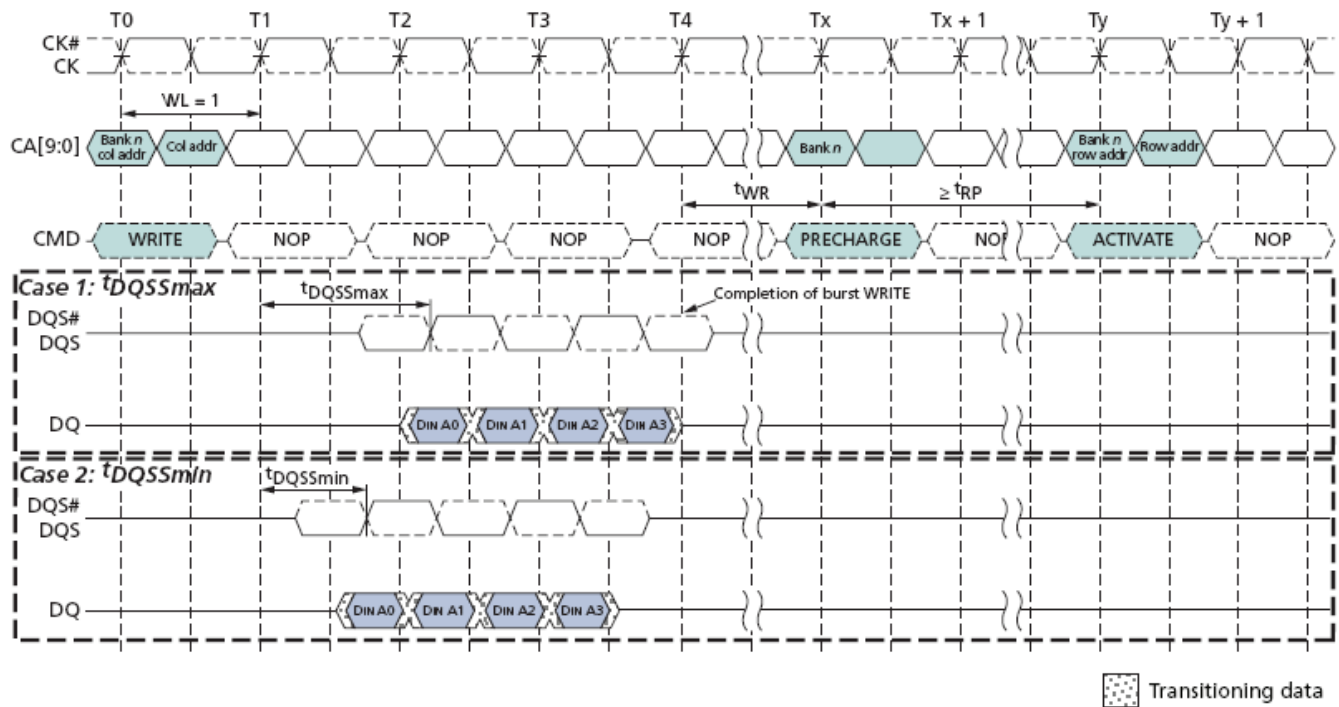 T0 T1 T2 T3 T4 Tx Tx + 1 Ty Ty + 1
CK#
CK
WL = 1
CA[9:0] Bank n col addr Col addr Bank n Bank n row addr Row addr
tWR ≥ tRP
CMD WRITE NOP NOP NOP NOP PRECHARGE NOP ACTIVATE NOP
Case 1: tDQSSmax
tDQSSmax
Completion of burst WRITE
DQS#
DQS
DQ DIN A0 DIN A1 DIN A2 DIN A3
Case 2: tDQSSmin
tDQSSmin
DQS#
DQS
DQ DIN A0 DIN A1 DIN A2 DIN A3
Transitioning data